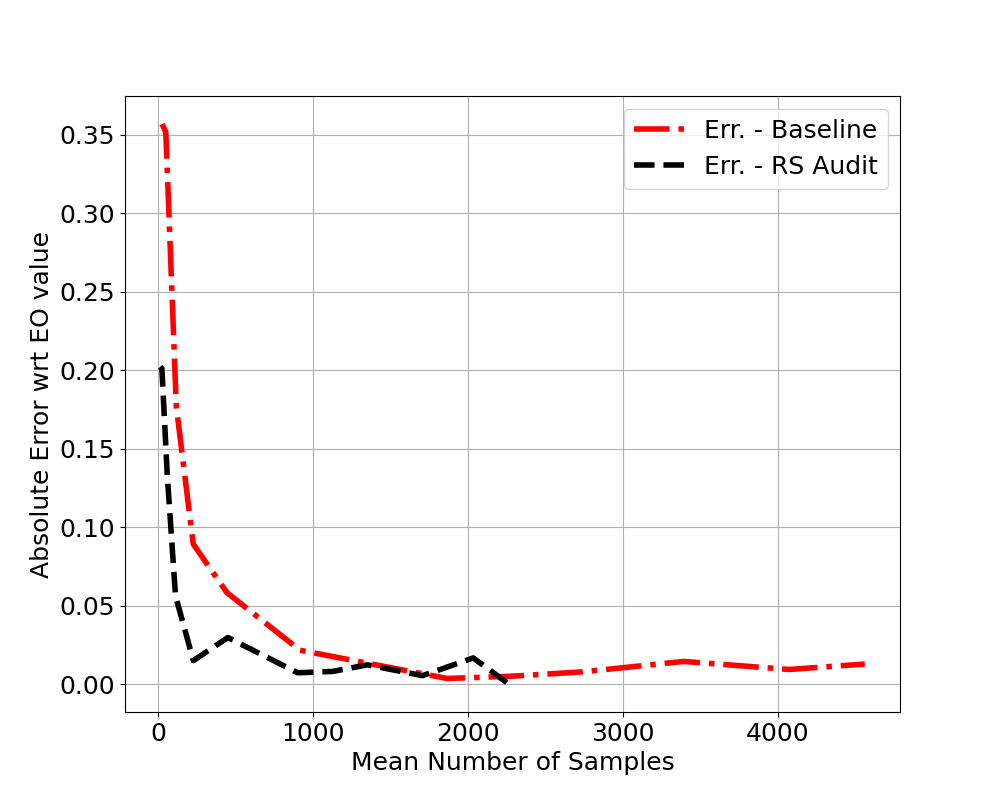 Err. - Baseline
Err. - RS Audit
Absolute Error wrt EO value
0.35
0.30
0.25
0.20
0.15
0.10
0.05
0.00
0 1000 2000 3000 4000
Mean Number of Samples